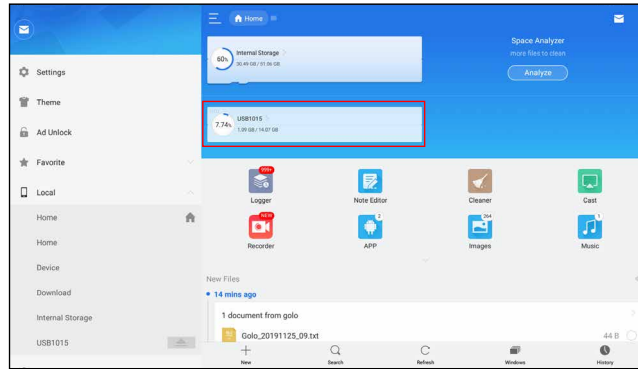 Settings
Theme
Ad Unlock
Favorite
Local
Home
Home
Device
Download
Internal Storage
USB1015
Home
60%
Internal Storage
30.49 GB / 51.06 GB
Space Analyzer
more files to clean
Analyze
7.74%
USB1015
1.09 GB / 14.07 GB
999+
Logger
Note Editor
Cleaner
Cast
NEW
Recorder
2
APP
264
Images
1
Music
New Files
14 mins ago
1 document from golo
Golo_20191125_09.txt
44 B
New
Search
Refresh
Windows
History